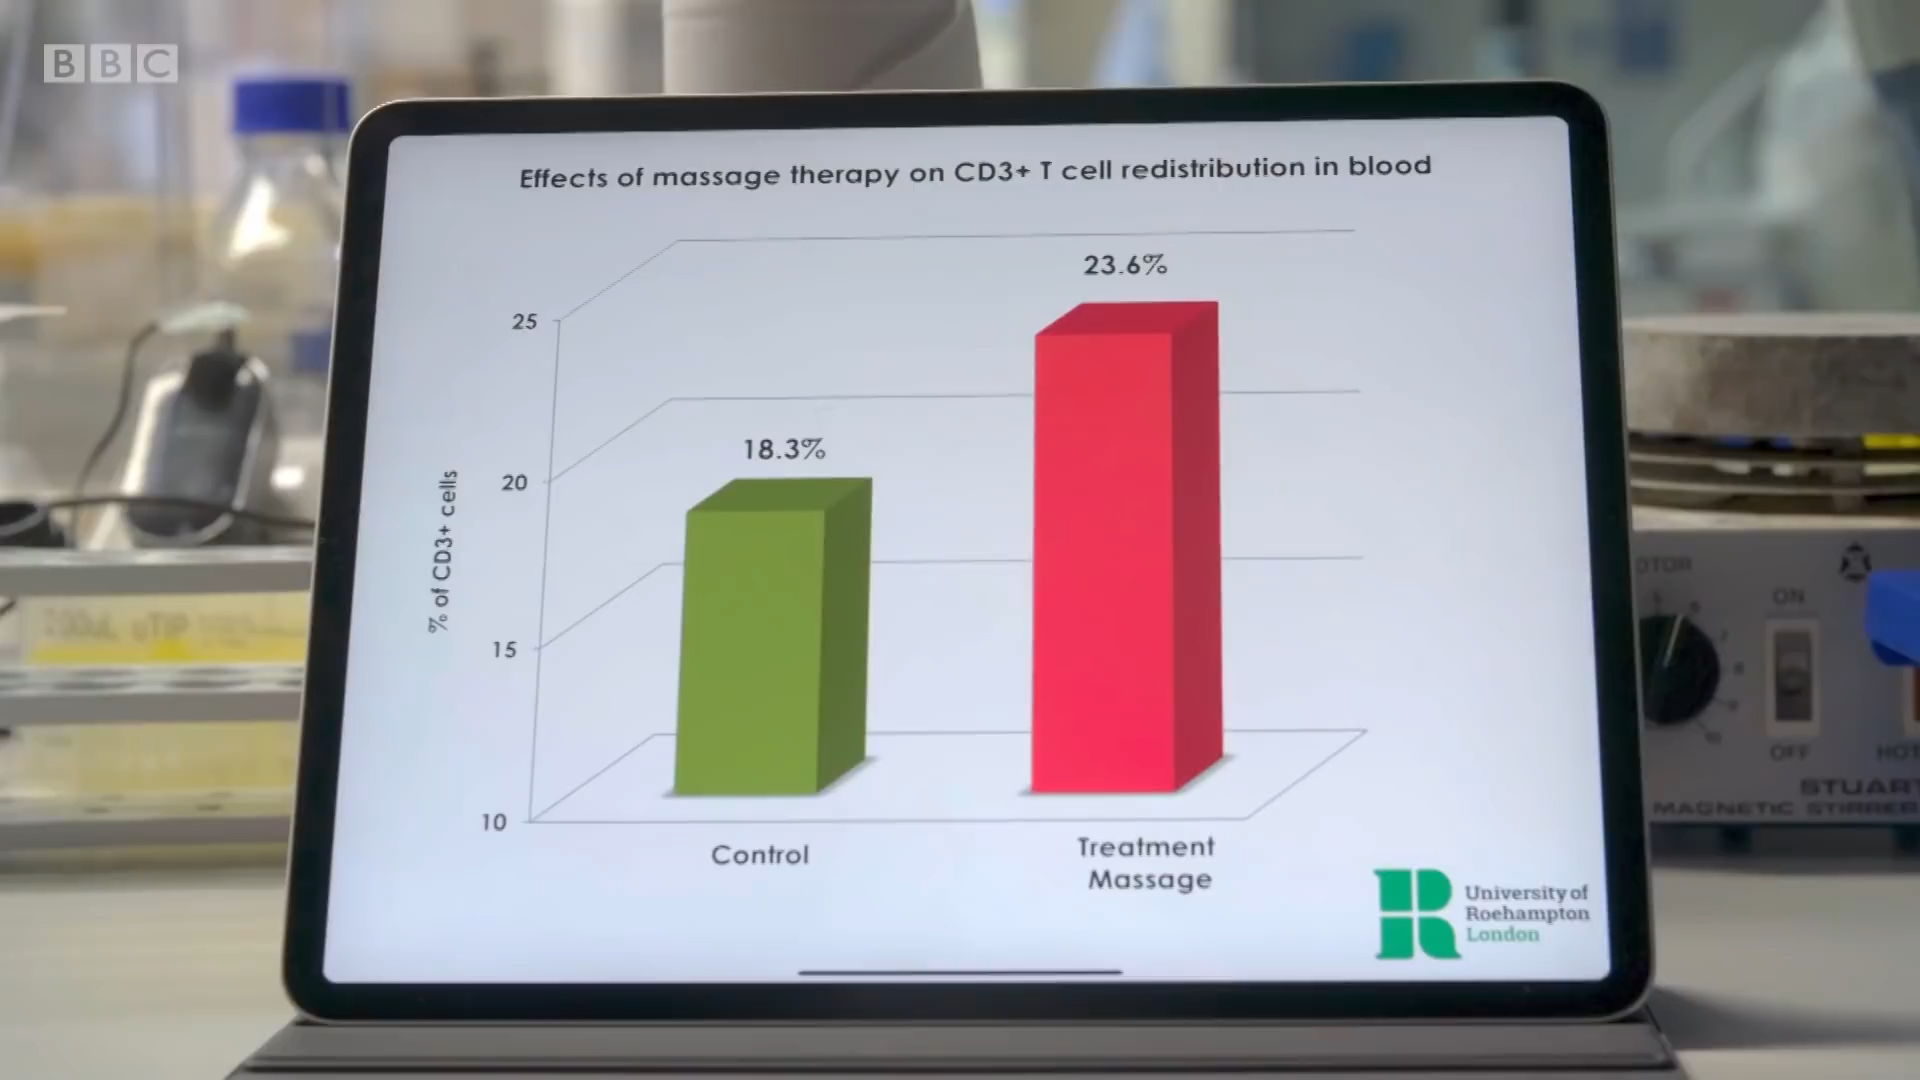 BBC
Effects of massage therapy on CD3+ T cell redistribution in blood
23.6%
25
18.3%
20
% of CD3+ cells
15
10
Control
Treatment
Massage
University of
Roehampton
London
ON
OFF
STUART
MAGNETIC STIRRER